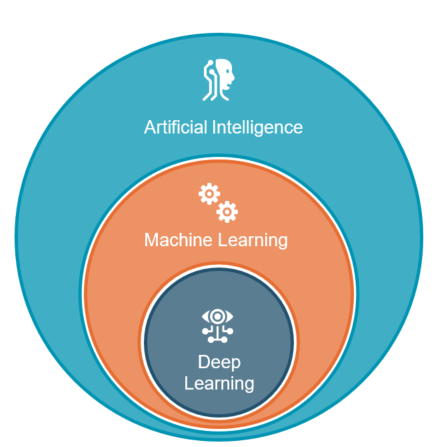 Artificial Intelligence
Machine Learning
Deep
Learning